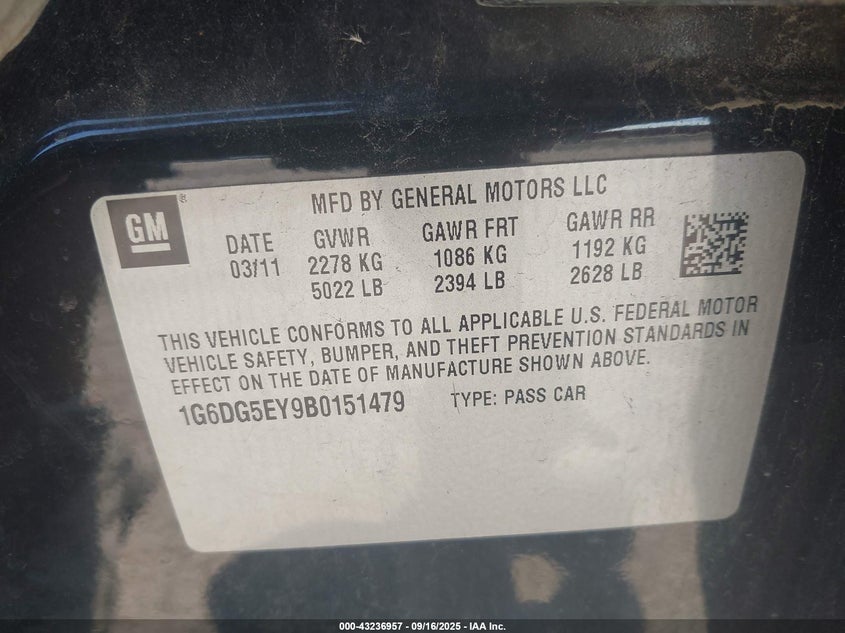 GM®
MFD BY GENERAL MOTORS LLC
DATE GVWR GAWR FRT GAWR RR
03/11 2278 KG 1086 KG 1192 KG
5022 LB 2394 LB 2628 LB
THIS VEHICLE CONFORMS TO ALL APPLICABLE U.S. FEDERAL MOTOR
VEHICLE SAFETY, BUMPER, AND THEFT PREVENTION STANDARDS IN
EFFECT ON THE DATE OF MANUFACTURE SHOWN ABOVE.
1G6DG5EY9B0151479 TYPE: PASS CAR
000-43236957 - 09/16/2025 - IAA Inc.